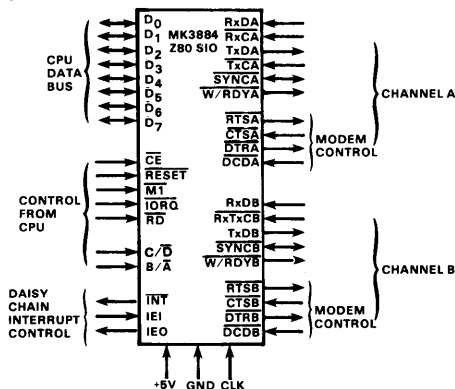 MK3884
Z80 SIO
CPU
DATA
BUS
D0
D1
D2
D3
D4
D5
D6
D7
CONTROL
FROM
CPU
CE
RESET
M1
IORQ
RD
C/D
B/A
DAISY
CHAIN
INTERRUPT
CONTROL
INT
IEI
IEO
RxDA
RxCA
TxDA
TxCA
SYNCA
W/RDYA
RTSA
CTSA
DTRA
DCDA
MODEM
CONTROL
CHANNEL A
RxDB
RxTxCB
TxDB
SYNCB
W/RDYB
RTSB
CTSB
DTRB
DCDB
MODEM
CONTROL
CHANNEL B
+5V GND CLK